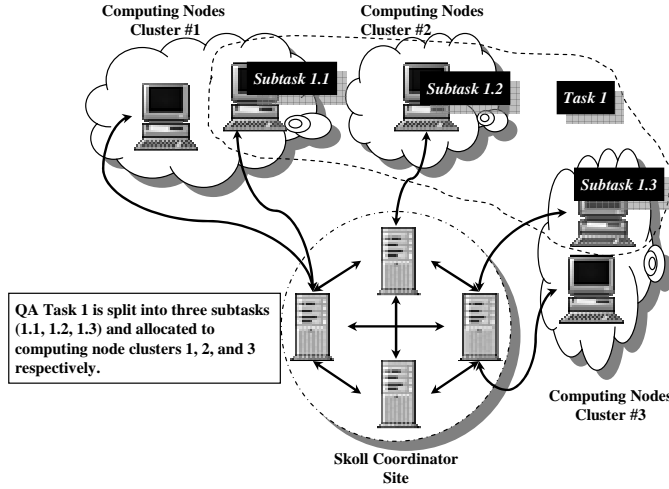 Computing Nodes
Cluster #1
Computing Nodes
Cluster #2
Subtask 1.1
Subtask 1.2
Task 1
Subtask 1.3
QA Task 1 is split into three subtasks
(1.1, 1.2, 1.3) and allocated to
computing node clusters 1, 2, and 3
respectively.
Computing Nodes
Cluster #3
Skoll Coordinator
Site